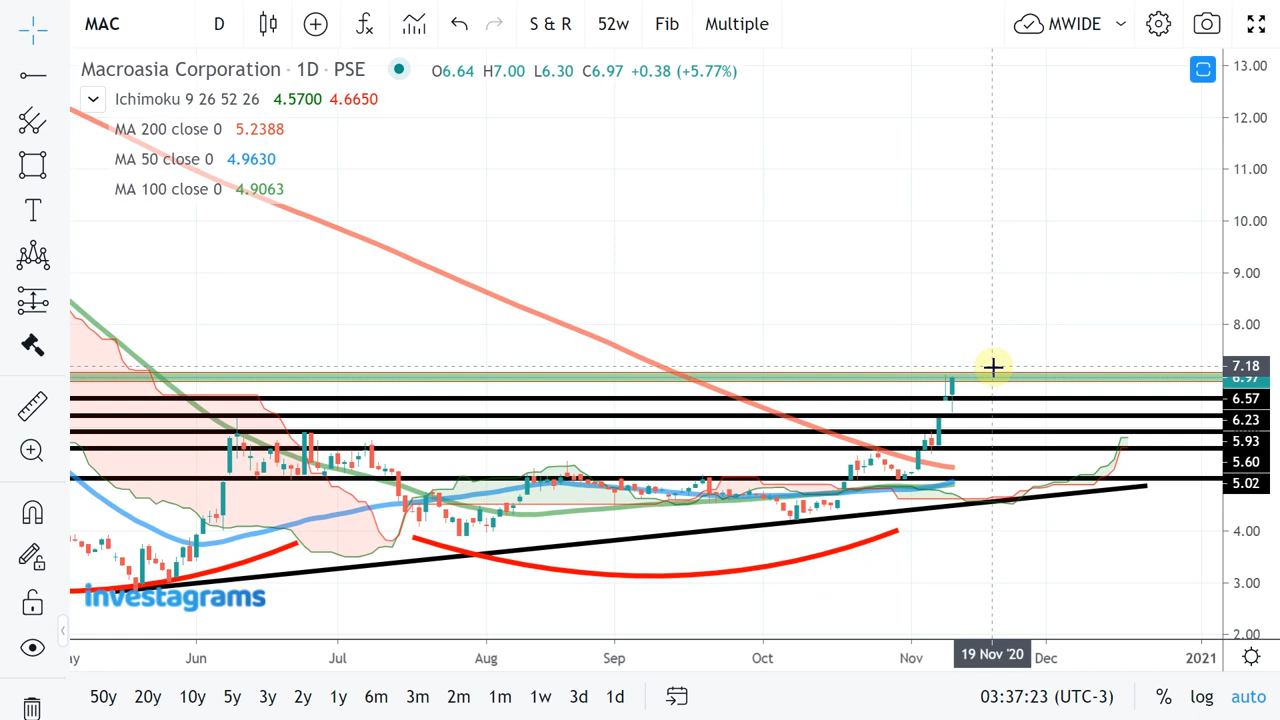 MAC D S & R 52w Fib Multiple MWIDE
Macroasia Corporation · 1D · PSE O6.64 H7.00 L6.30 C6.97 +0.38 (+5.77%)
Ichimoku 9 26 52 26 4.5700 4.6650
MA 200 close 0 5.2388
MA 50 close 0 4.9630
MA 100 close 0 4.9063
13.00
12.00
11.00
10.00
9.00
8.00
7.18
6.97
6.57
6.23
5.93
5.60
5.02
4.00
3.00
2.00
investagrams
Jun Jul Aug Sep Oct Nov 19 Nov '20 Dec 2021
50y 20y 10y 5y 3y 2y 1y 6m 3m 2m 1m 1w 3d 1d 03:37:23 (UTC-3) % log auto